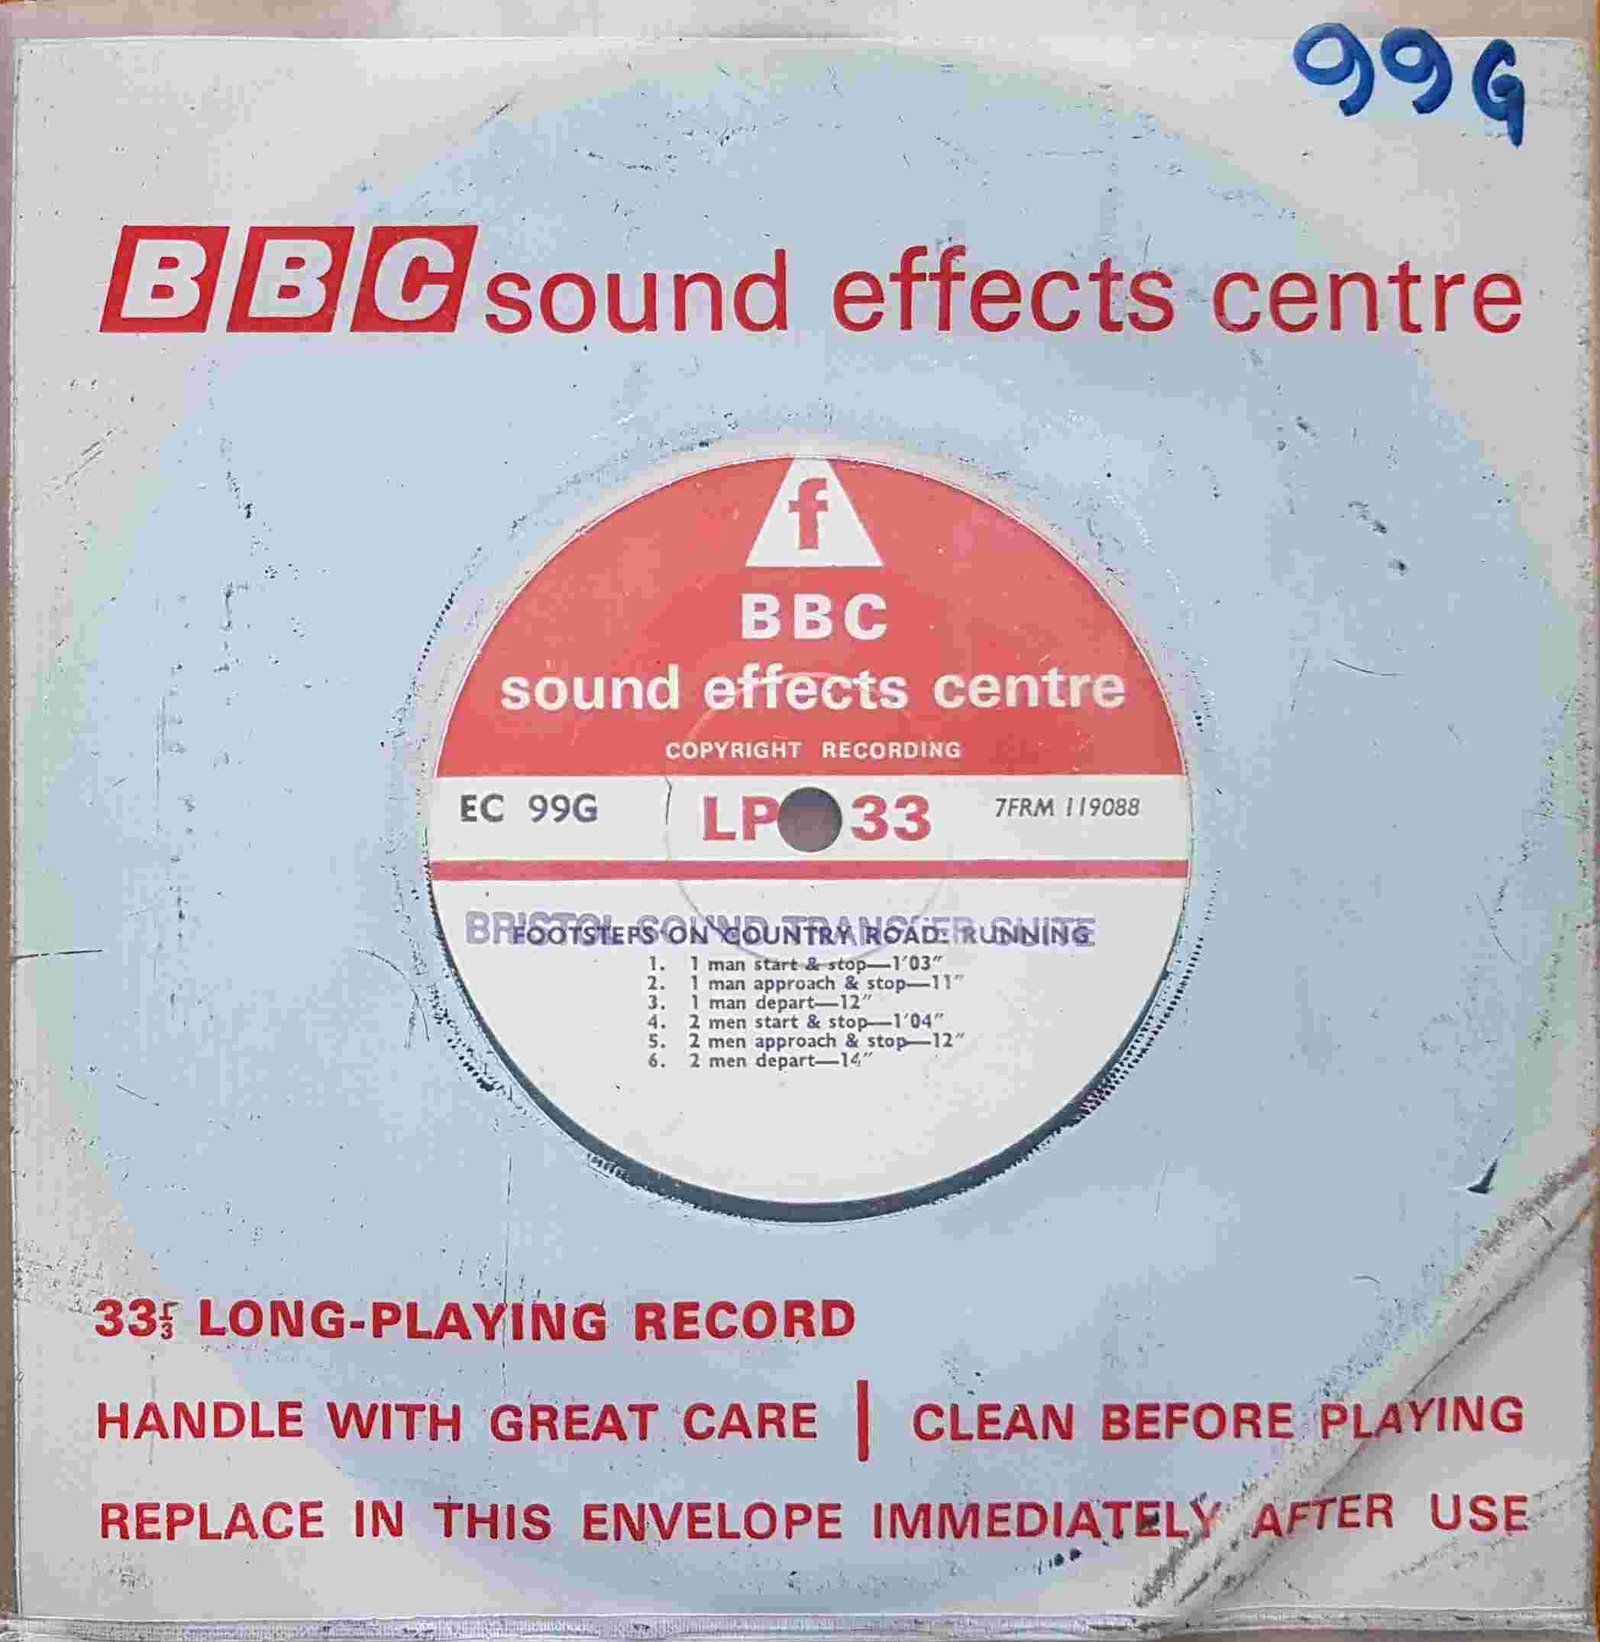 99G
BBC sound effects centre
f
BBC
sound effects centre
COPYRIGHT RECORDING
EC 99G LP 33 7FRM 119088
BRISTOL SOUND TRANSFER SUITE
FOOTSTEPS ON COUNTRY ROAD: RUNNING
1. 1 man start & stop—1'03"
2. 1 man approach & stop—11"
3. 1 man depart—12"
4. 2 men start & stop—1'04"
5. 2 men approach & stop—12"
6. 2 men depart—14"
33⅓ LONG-PLAYING RECORD
HANDLE WITH GREAT CARE | CLEAN BEFORE PLAYING
REPLACE IN THIS ENVELOPE IMMEDIATELY AFTER USE